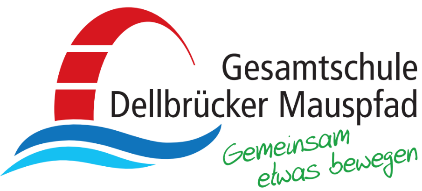 Gesamtschule
Dellbrücker Mauspfad
Gemeinsam
etwas bewegen